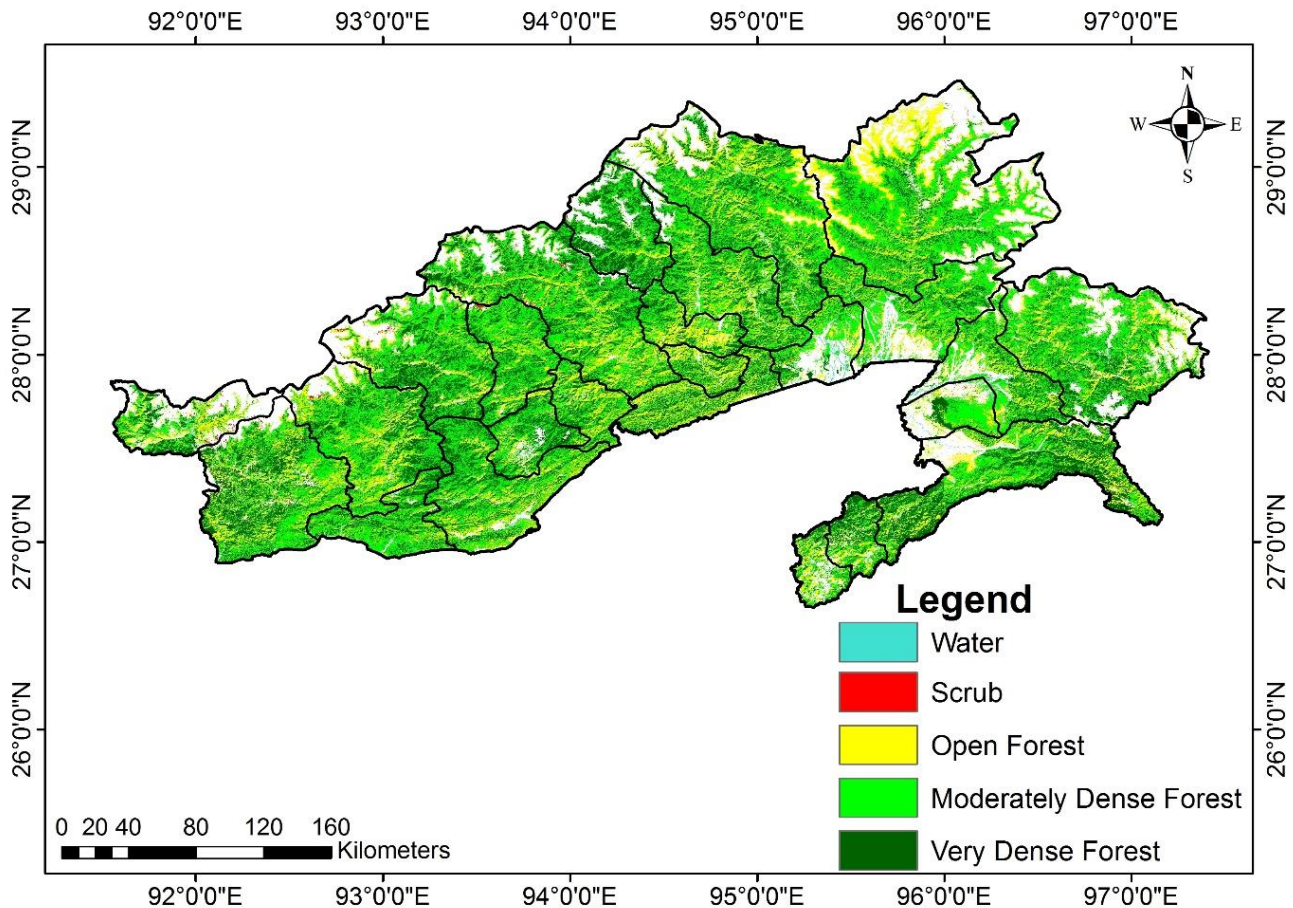 92°0'0"E 93°0'0"E 94°0'0"E 95°0'0"E 96°0'0"E 97°0'0"E
N
W E
S
29°0'0"N 29°0'0"N
28°0'0"N 28°0'0"N
27°0'0"N 27°0'0"N
26°0'0"N 26°0'0"N
Legend
Water
Scrub
Open Forest
Moderately Dense Forest
Very Dense Forest
0 20 40 80 120 160
Kilometers
92°0'0"E 93°0'0"E 94°0'0"E 95°0'0"E 96°0'0"E 97°0'0"E